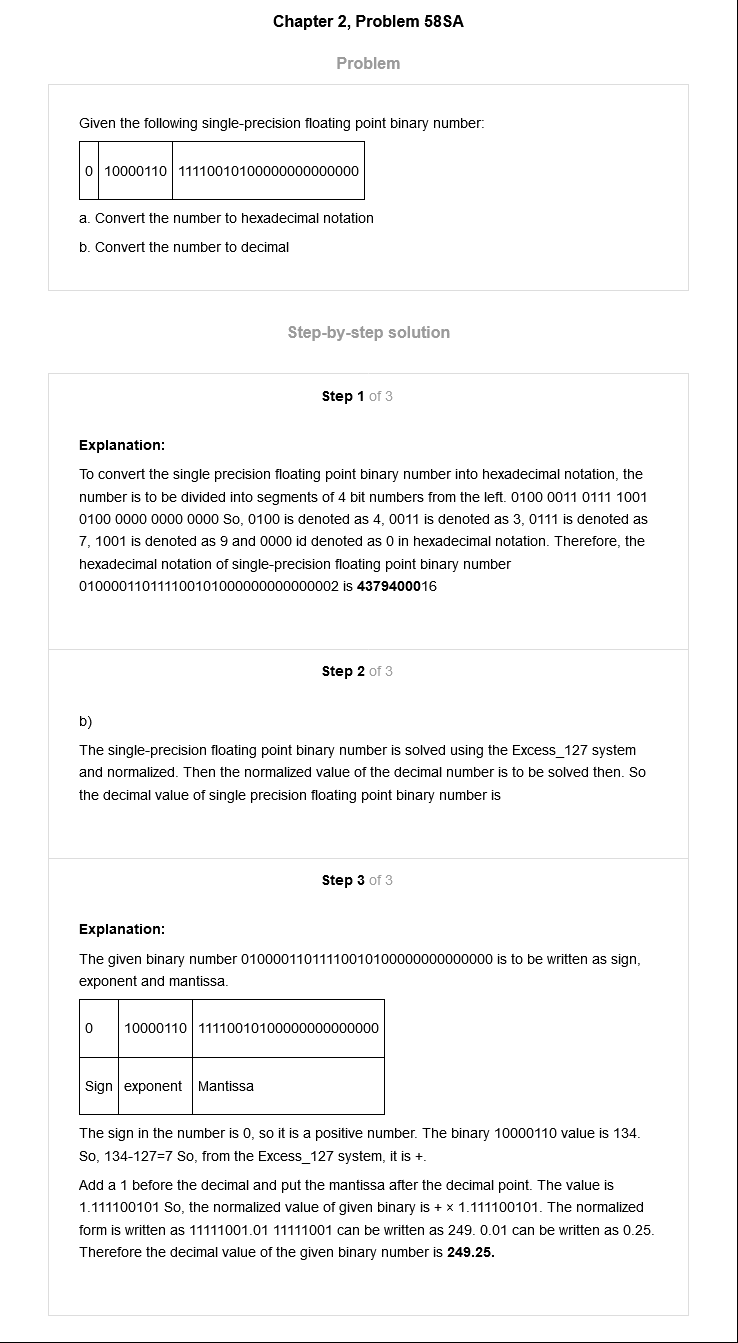 Chapter 2, Problem 58SA
Problem
Given the following single-precision floating point binary number:
0 10000110 11110010100000000000000
a. Convert the number to hexadecimal notation
b. Convert the number to decimal
Step-by-step solution
Step 1 of 3
Explanation:
To convert the single precision floating point binary number into hexadecimal notation, the
number is to be divided into segments of 4 bit numbers from the left. 0100 0011 0111 1001
0100 0000 0000 0000 So, 0100 is denoted as 4, 0011 is denoted as 3, 0111 is denoted as
7, 1001 is denoted as 9 and 0000 id denoted as 0 in hexadecimal notation. Therefore, the
hexadecimal notation of single-precision floating point binary number
010000110111100101000000000000002 is 4379400016
Step 2 of 3
b)
The single-precision floating point binary number is solved using the Excess_127 system
and normalized. Then the normalized value of the decimal number is to be solved then. So
the decimal value of single precision floating point binary number is
Step 3 of 3
Explanation:
The given binary number 01000011011110010100000000000000 is to be written as sign,
exponent and mantissa.
0 10000110 11110010100000000000000
Sign exponent Mantissa
The sign in the number is 0, so it is a positive number. The binary 10000110 value is 134.
So, 134-127=7 So, from the Excess_127 system, it is +.
Add a 1 before the decimal and put the mantissa after the decimal point. The value is
1.111100101 So, the normalized value of given binary is + × 1.111100101. The normalized
form is written as 11111001.01 11111001 can be written as 249. 0.01 can be written as 0.25.
Therefore the decimal value of the given binary number is 249.25.